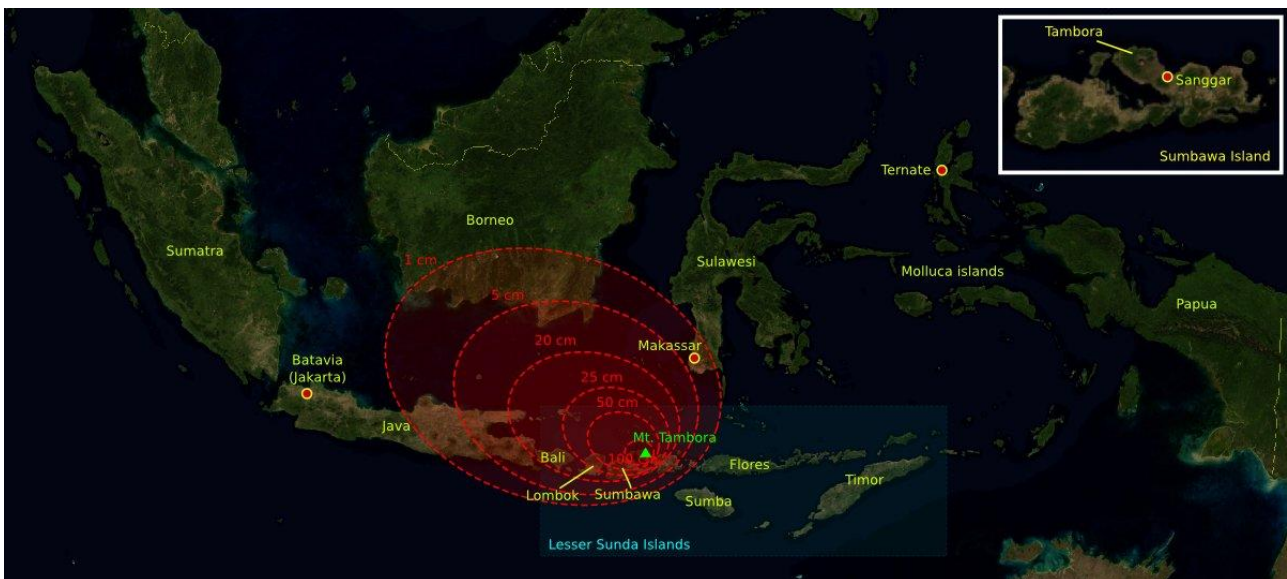 Tambora
Sanggar
Sumbawa Island
Ternate
Borneo
Sumatra
Sulawesi
1 cm
Molluca islands
5 cm
Papua
20 cm
Makassar
Batavia
(Jakarta)
25 cm
50 cm
Java
Mt. Tambora
Bali
100
Flores
Timor
Lombok
Sumbawa
Sumba
Lesser Sunda Islands